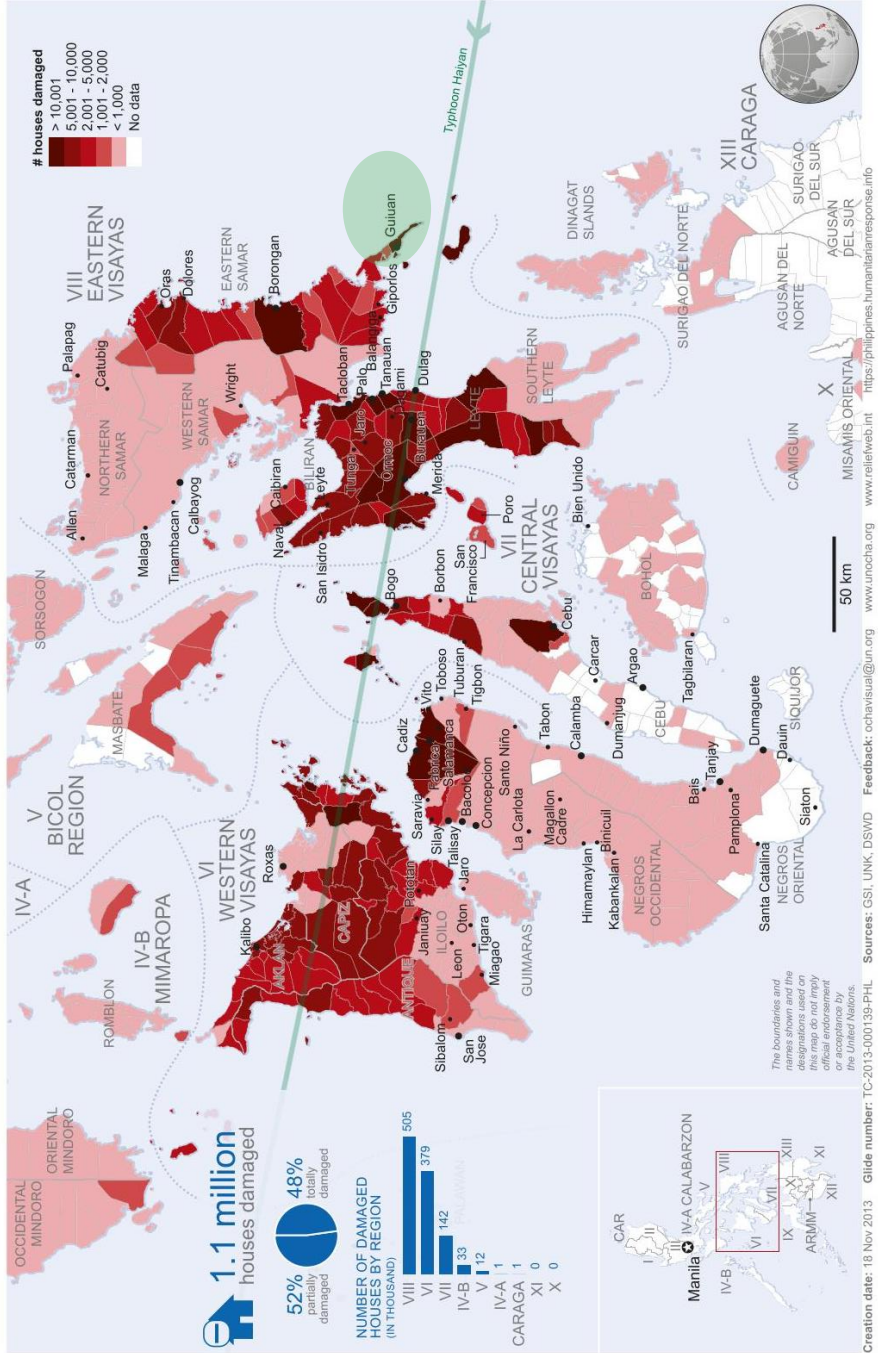 # houses damaged
> 10,001
5,001 - 10,000
2,001 - 5,000
1,001 - 2,000
< 1,000
No data
Typhoon Haiyan
1.1 million
houses damaged
52%
partially
damaged
48%
totally
damaged
NUMBER OF DAMAGED
HOUSES BY REGION
(IN THOUSAND)
VIII 505
VI 379
VII 142
IV-B 33
V 12
IV-A 1
CARAGA 1
XI 0
X 0
OCCIDENTAL
MINDORO
ORIENTAL
MINDORO
ROMBLON
IV-A
IV-B
MIMAROPA
V
BICOL
REGION
MASBATE
SORSOGON
VI
WESTERN
VISAYAS
Kalibo
AKLAN
Roxas
CAPIZ
ANTIQUE
Pototan
Januay
ILOILO
Jaro
Leon
Oton
Tigara
Miagao
Sibalom
San
Jose
GUIMARAS
VIII
EASTERN
VISAYAS
Allen
Catarman
Palapag
Catubig
NORTHERN
SAMAR
Malaga
Tinambacan
Calbayog
WESTERN
SAMAR
Wright
Oras
Dolores
EASTERN
SAMAR
Borongan
Guiuan
Giporlos
Balangiga
Naval
Caibiran
BILIRAN
Leyte
San Isidro
Tacloban
Palo
Jaro
Tunga
Tanauan
Ormoc
Dulag
Burauen
Merida
LEYTE
SOUTHERN
LEYTE
VII
CENTRAL
VISAYAS
Bogo
Borbon
San
Francisco
Poro
Cadiz
Vito
Toboso
Tuburan
Tigbon
Saravia
Fabrica
Salamanca
Silay
Talisay
Bacolod
Concepcion
Santo Niño
La Carlota
Tabon
Magallon
Cadre
Calamba
Himamaylan
Binicuil
Kabankalan
NEGROS
OCCIDENTAL
Cebu
Carcar
Dumanjug
Argao
CEBU
Bien Unido
BOHOL
Tagbilaran
Bais
Tanjay
Pamplona
Dumaguete
Dauin
SIQUIJOR
Siaton
Santa Catalina
NEGROS
ORIENTAL
DINAGAT
SLANDS
SURIGAO DEL NORTE
XIII
CARAGA
SURIGAO
DEL SUR
AGUSAN DEL
NORTE
AGUSAN
DEL SUR
X
MISAMIS ORIENTAL
CAMIGUIN
50 km
The boundaries and
names shown and the
designations used on
this map do not imply
official endorsement
or acceptance by
the United Nations.
CAR
I
II
III
Manila
IV-A CALABARZON
IV-B
V
VI
VII
VIII
IX
X
XIII
XI
XII
ARMM
Creation date: 18 Nov 2013 Glide number: TC-2013-000139-PHL Sources: GSI, UNK, DSWD Feedback: ochavisual@un.org www.unocha.org www.reliefweb.int https://philippines.humanitarianresponse.info